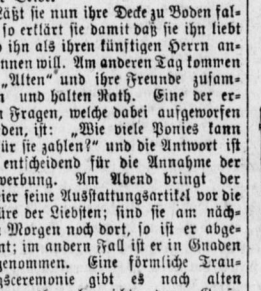 Läßt sie nun ihre Decke zu Boden fal-
so erklärt sie damit daß sie ihn liebt
ihn als ihren künftigen Herrn an-
nnen will. Am anderen Tag kommen
„Alten" und ihre Freunde zusam-
und halten Rath. Eine der er-
Fragen, welche dabei aufgeworfen
den, ist: „Wie viele Ponies kann
für sie zahlen?" und die Antwort ist
entscheidend für die Annahme der
werbung. Am Abend bringt der
ier seine Ausstattungsartikel vor die
üre der Liebsten; sind sie am näch-
Morgen noch dort, so ist er abge-
nt; im andern Fall ist er in Gnaden
genommen. Eine förmliche Trau-
gsceremonie gibt es nach alten